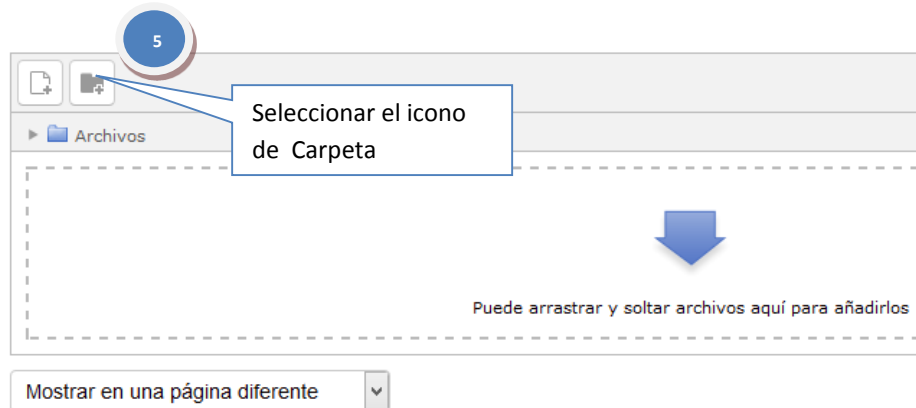 5
Seleccionar el icono
de Carpeta
Archivos
Puede arrastrar y soltar archivos aquí para añadirlos
Mostrar en una página diferente